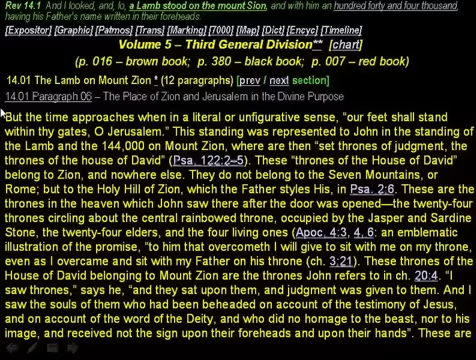 Rev 14.1 And I looked, and, lo, a Lamb stood on the mount Sion, and with him an hundred forty and four thousand,
having his Father's name written in their foreheads.
[Expositor] [Graphic] [Palmos] [Trans] [Marking] [7000] [Map] [Dict] [Encyc] [Timeline]
Volume 5 – Third General Division** [chart]
(p. 016 – brown book; p. 380 – black book; p. 007 – red book)
14.01 The Lamb on Mount Zion * (12 paragraphs) [prev / next section]
14.01 Paragraph 06 – The Place of Zion and Jerusalem in the Divine Purpose
But the time approaches when in a literal or unfigurative sense, “our feet shall stand
within thy gates, O Jerusalem.” This standing was represented to John in the standing of
the Lamb and the 144,000 on Mount Zion, where are then “set thrones of judgment, the
thrones of the house of David” (Psa. 122:2–5). These “thrones of the House of David”
belong to Zion, and nowhere else. They do not belong to the Seven Mountains, or
Rome; but to the Holy Hill of Zion, which the Father styles His, in Psa. 2:6. These are the
thrones in the heaven which John saw there after the door was opened—the twenty-four
thrones circling about the central rainbowed throne, occupied by the Jasper and Sardine
Stone, the twenty-four elders, and the four living ones (Apoc. 4:3, 4, 6: an emblematic
illustration of the promise, “to him that overcometh I will give to sit with me on my throne,
even as I overcame and sit with my Father on his throne (ch. 3:21). These thrones of the
House of David belonging to Mount Zion are the thrones John refers to in ch. 20:4. “I
saw thrones,” says he, “and they sat upon them, and judgment was given to them. And I
saw the souls of them who had been beheaded on account of the testimony of Jesus,
and on account of the word of the Deity, and who did no homage to the beast, nor to his
image, and received not the sign upon their foreheads and upon their hands”. These are